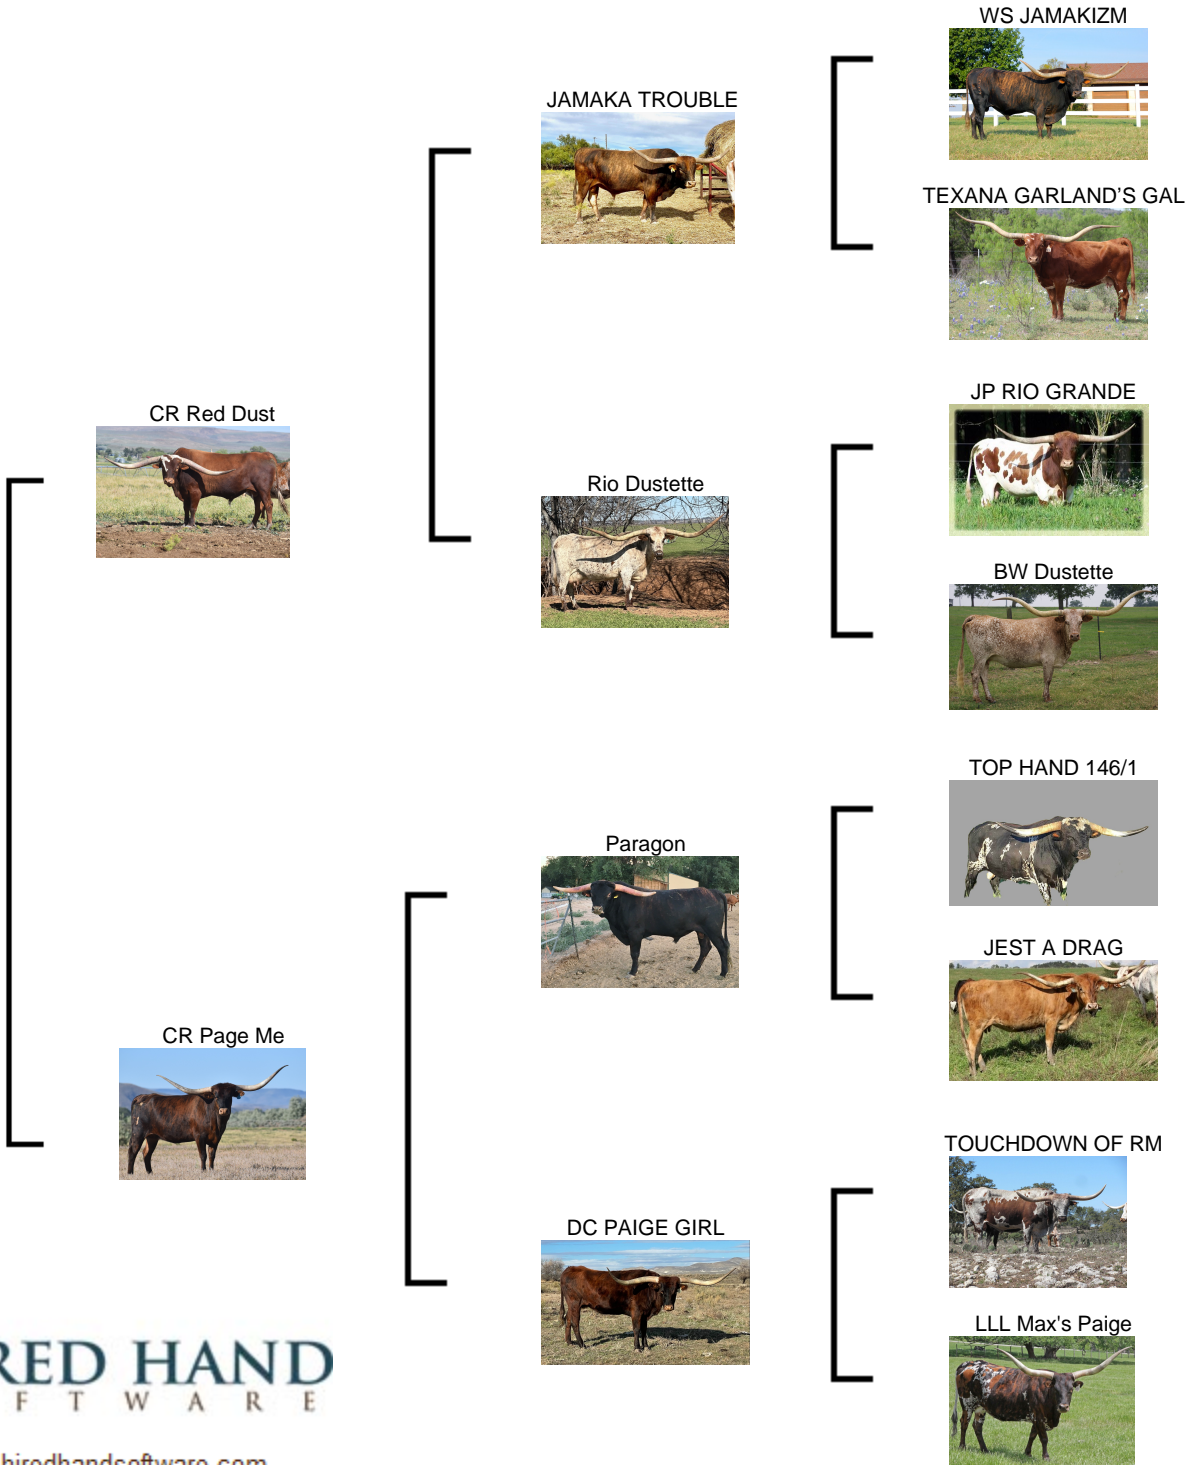 WS JAMAKIZM
JAMAKA TROUBLE
TEXANA GARLAND'S GAL
CR Red Dust
JP RIO GRANDE
Rio Dustette
BW Dustette
TOP HAND 146/1
Paragon
JEST A DRAG
CR Page Me
TOUCHDOWN OF RM
DC PAIGE GIRL
LLL Max's Paige
RED HAND
F T W A R E
hiredhandsoftware.com